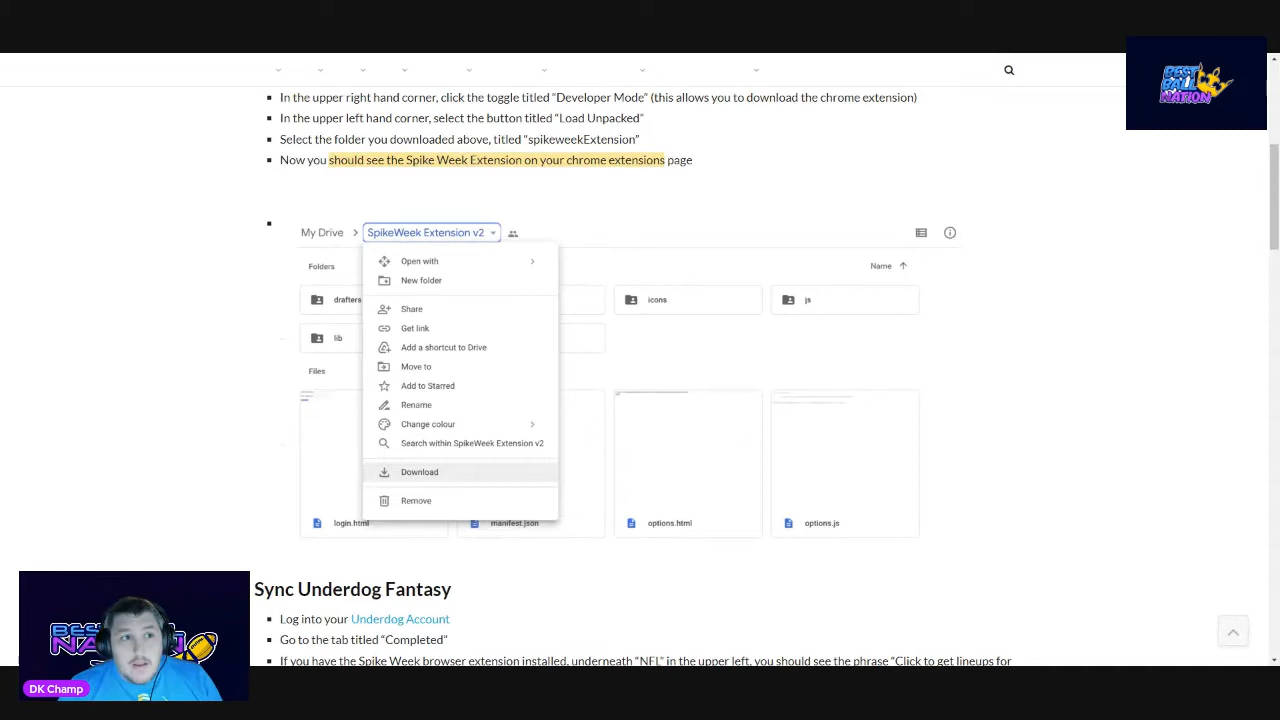 In the upper right hand corner, click the toggle titled “Developer Mode” (this allows you to download the chrome extension)
In the upper left hand corner, select the button titled “Load Unpacked”
Select the folder you downloaded above, titled “spikeweekExtension”
Now you should see the Spike Week Extension on your chrome extensions page
BEST BALL
NATION
My Drive > SpikeWeek Extension v2
Folders
Name
drafters
icons
js
lib
Files
Open with
New folder
Share
Get link
Add a shortcut to Drive
Move to
Add to Starred
Rename
Change colour
Search within SpikeWeek Extension v2
Download
Remove
login.html
manifest.json
options.html
options.js
Sync Underdog Fantasy
Log into your Underdog Account
Go to the tab titled “Completed”
If you have the Spike Week browser extension installed, underneath “NFL” in the upper left, you should see the phrase “Click to get lineups for
DK Champ